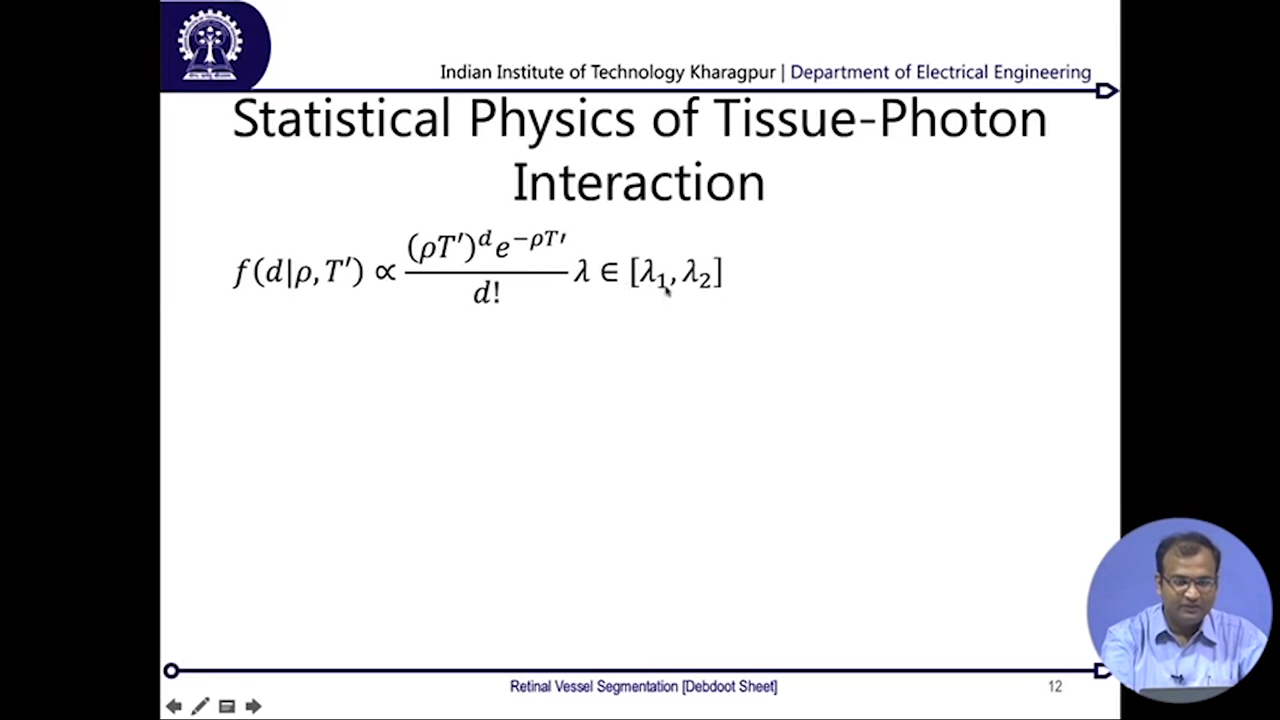 Indian Institute of Technology Kharagpur | Department of Electrical Engineering
Statistical Physics of Tissue-Photon
Interaction
f(d|ρ, T′) ∝ (ρT′)^d e^{−ρT′} / d! λ ∈ [λ₁, λ₂]
Retinal Vessel Segmentation [Debdoot Sheet]
12